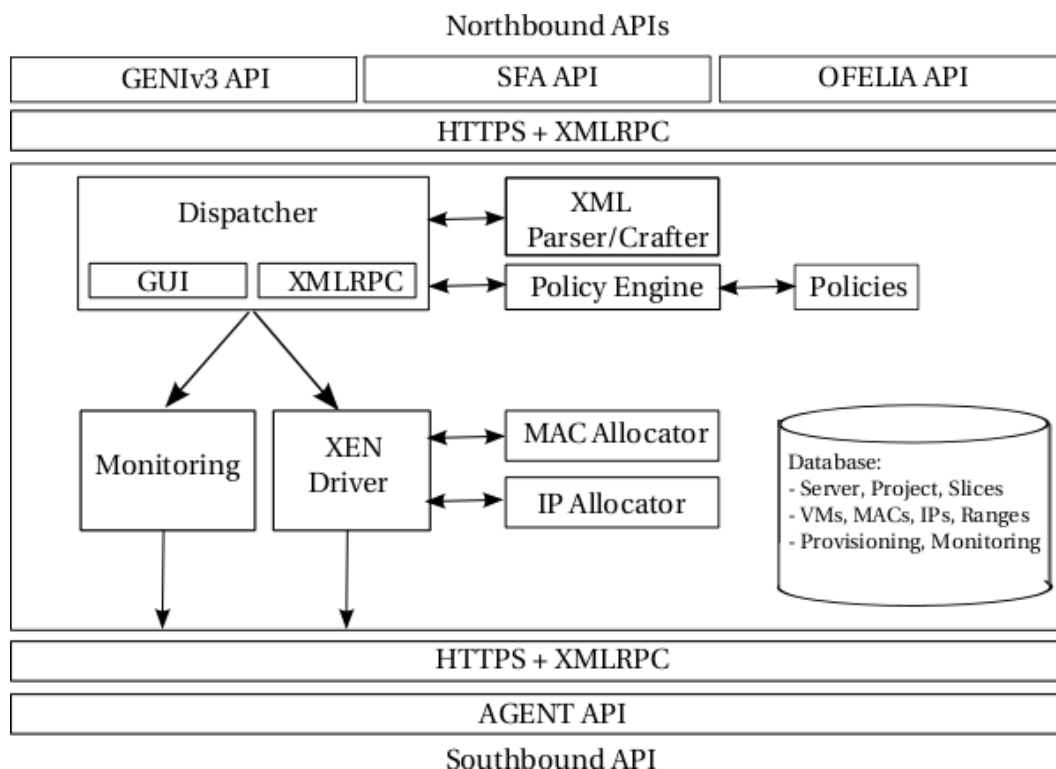 Northbound APIs
GENIv3 API
SFA API
OFELIA API
HTTPS + XMLRPC
Dispatcher
GUI
XMLRPC
XML
Parser/Crafter
Policy Engine
Policies
Monitoring
XEN
Driver
MAC Allocator
IP Allocator
Database:
- Server, Project, Slices
- VMs, MACs, IPs, Ranges
- Provisioning, Monitoring
HTTPS + XMLRPC
AGENT API
Southbound API